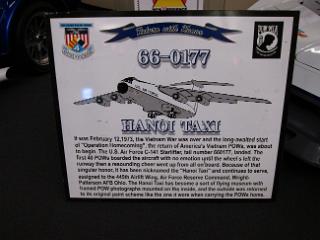 Return with Honor
66-0177
HANOI TAXI
It was February 12,1973, the Vietnam War was over and the long-awaited start
of "Operation Homecoming", the return of America's Vietnam POWs, was about
to begin. The U.S. Air Force C-141 Starlifter, tail number 660177, landed. The
first 40 POWs boarded the aircraft with no emotion until the wheel's left the
runway then a resounding cheer went up from all on board. Because of that
singular honor, it has been nicknamed the "Hanoi Taxi" and continues to serve,
assigned to the 445th Airlift Wing, Air Force Reserve Command, Wright-
Patterson AFB Ohio. The Hanoi Taxi has become a sort of flying museum with
framed POW photographs mounted on the inside, and the outside was returned
to its original paint scheme like the one it wore when carrying the POWs home.